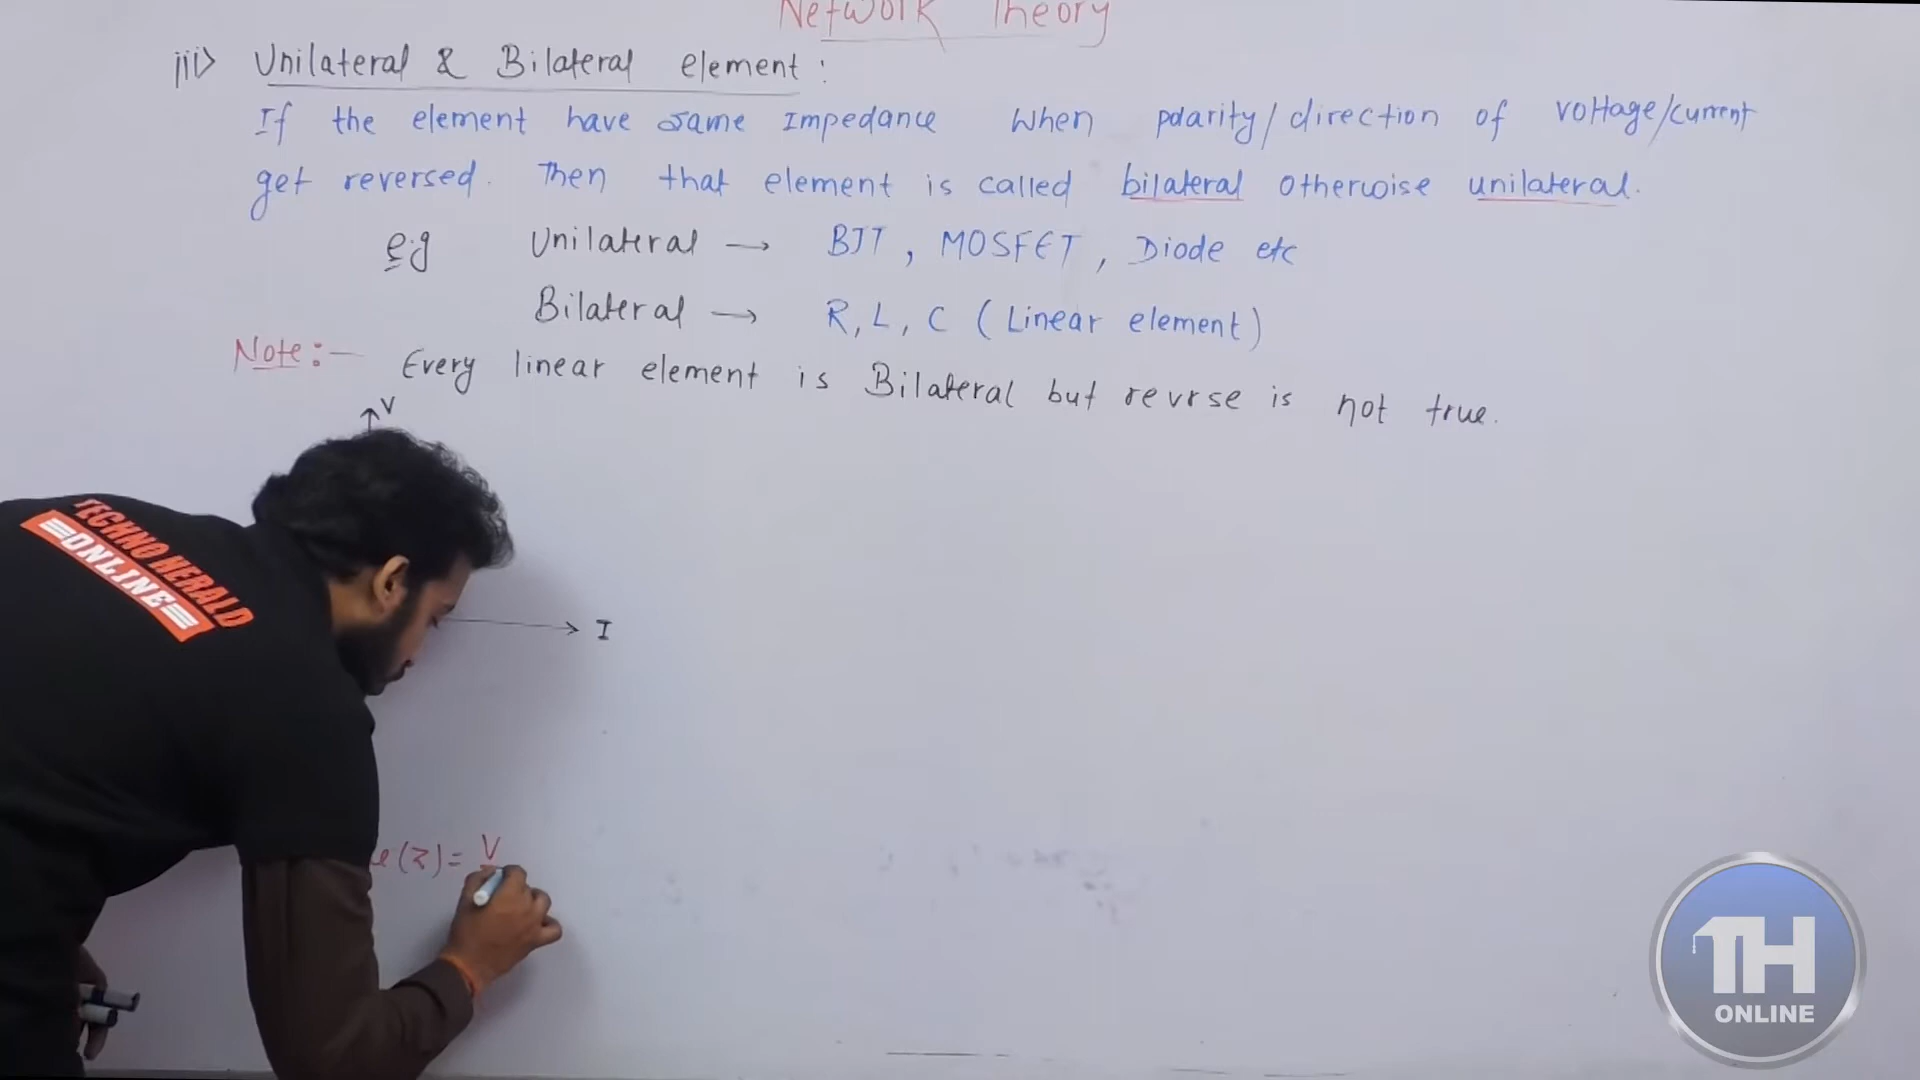 Network Theory
iii> Unilateral & Bilateral element :
If the element have same Impedance when polarity/direction of voltage/current
get reversed. Then that element is called bilateral otherwise unilateral.
e.g Unilateral → BJT, MOSFET, Diode etc
Bilateral → R, L, C (Linear element)
Note:- Every linear element is Bilateral but revrse is not true.
V
TECHNO HERALD
ONLINE
I
e(z) = V
TH
ONLINE